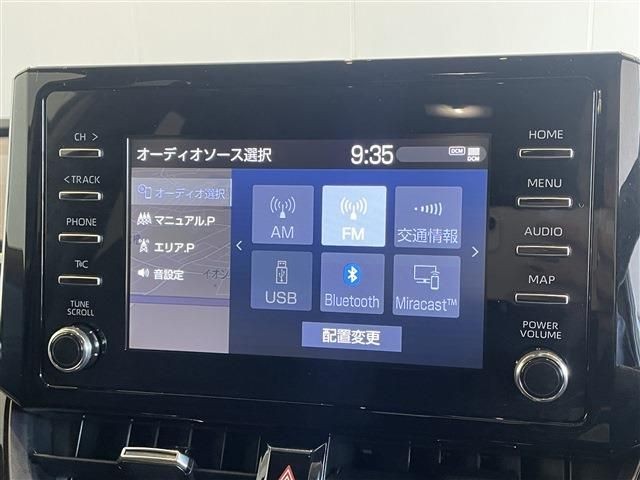 CH >
< TRACK
PHONE
T C
TUNE
SCROLL
オーディオソース選択
9:35
DCM
DCM
オーディオ選択
マニュアル.P
エリア.P
音設定
イオン
AM
FM
交通情報
USB
Bluetooth
Miracast™
配置変更
HOME
MENU
AUDIO
MAP
POWER
VOLUME